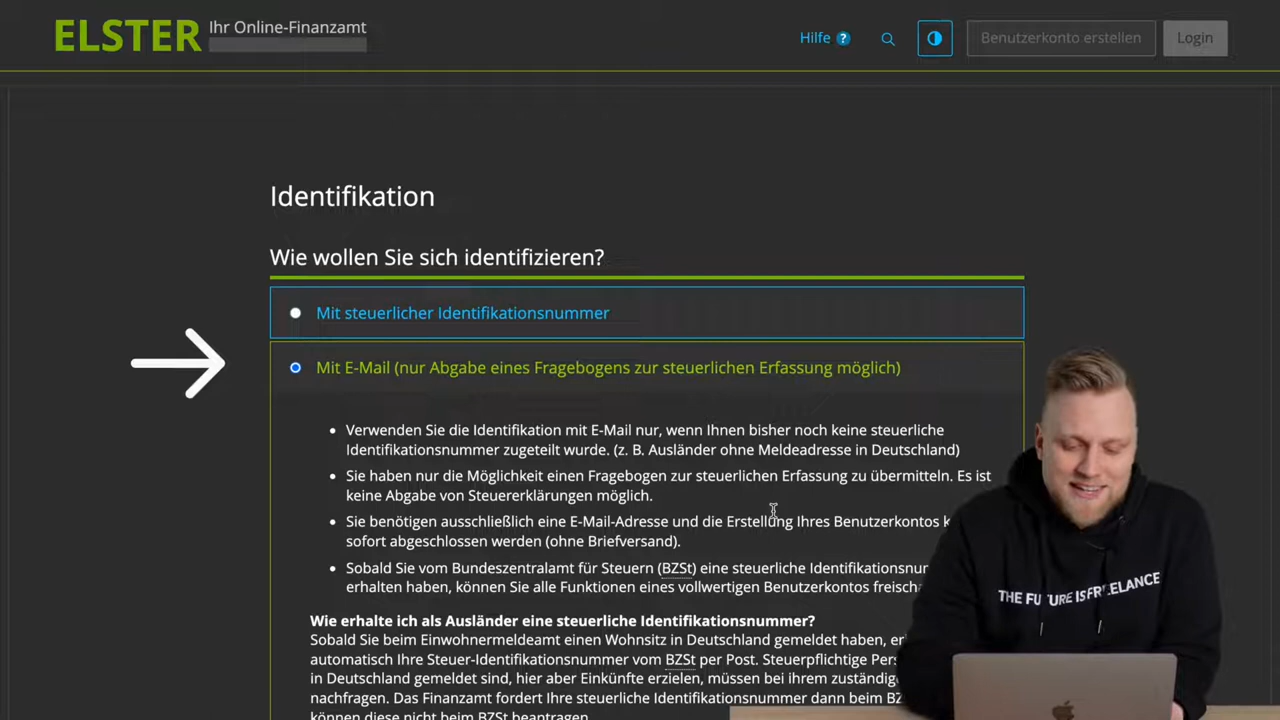 ELSTER Ihr Online-Finanzamt
Hilfe ? Benutzerkonto erstellen Login
Identifikation
Wie wollen Sie sich identifizieren?
Mit steuerlicher Identifikationsnummer
Mit E-Mail (nur Abgabe eines Fragebogens zur steuerlichen Erfassung möglich)
• Verwenden Sie die Identifikation mit E-Mail nur, wenn Ihnen bisher noch keine steuerliche
Identifikationsnummer zugeteilt wurde. (z. B. Ausländer ohne Meldeadresse in Deutschland)
• Sie haben nur die Möglichkeit einen Fragebogen zur steuerlichen Erfassung zu übermitteln. Es ist
keine Abgabe von Steuererklärungen möglich.
• Sie benötigen ausschließlich eine E-Mail-Adresse und die Erstellung Ihres Benutzerkontos
sofort abgeschlossen werden (ohne Briefversand).
• Sobald Sie vom Bundeszentralamt für Steuern (BZSt) eine steuerliche
erhalten haben, können Sie alle Funktionen eines vollwertigen Benutzerkontos
Wie erhalte ich als Ausländer eine steuerliche Identifikationsnummer?
Sobald Sie beim Einwohnermeldeamt einen Wohnsitz in Deutschland gemeldet haben,
automatisch Ihre Steuer-Identifikationsnummer vom BZSt per Post. Steuerpflichtige
in Deutschland gemeldet sind, hier aber Einkünfte erzielen, müssen bei ihrem
nachfragen. Das Finanzamt fordert Ihre steuerliche Identifikationsnummer dann beim
können diese nicht beim BZSt beantragen.
THE FUTURE IS FREELANCE